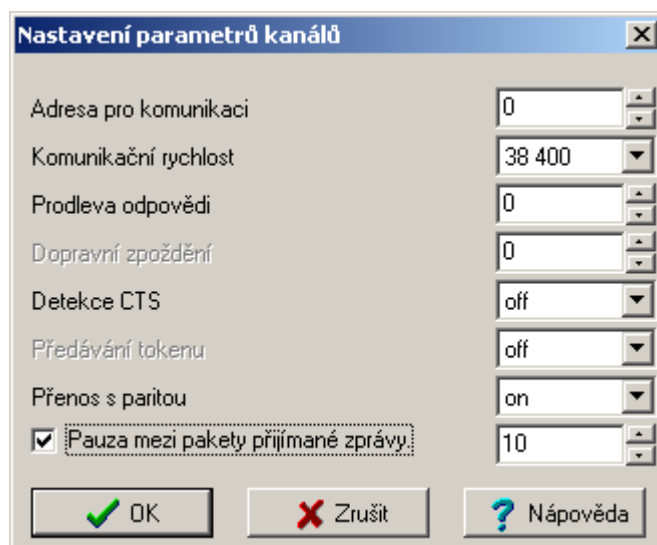 Nastavení parametrů kanálů
Adresa pro komunikaci 0
Komunikační rychlost 38 400
Prodleva odpovědi 0
Dopravní zpoždění 0
Detekce CTS off
Předávání tokenu off
Přenos s paritou on
Pauza mezi pakety přijímané zprávy. 10
OK Zrušit ? Nápověda